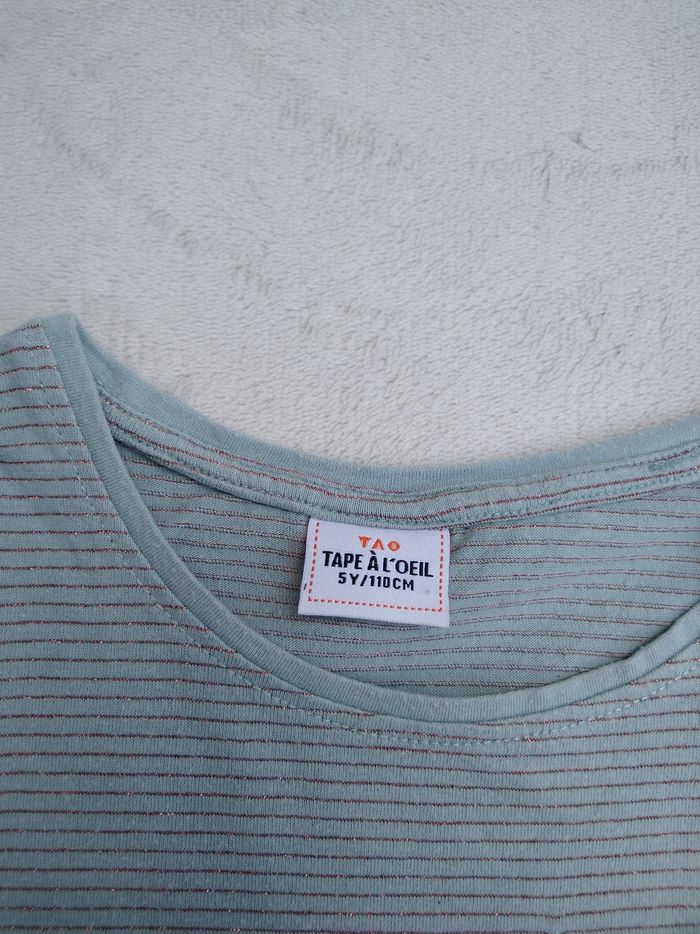 TAO
TAPE À L'OEIL
5Y/110CM